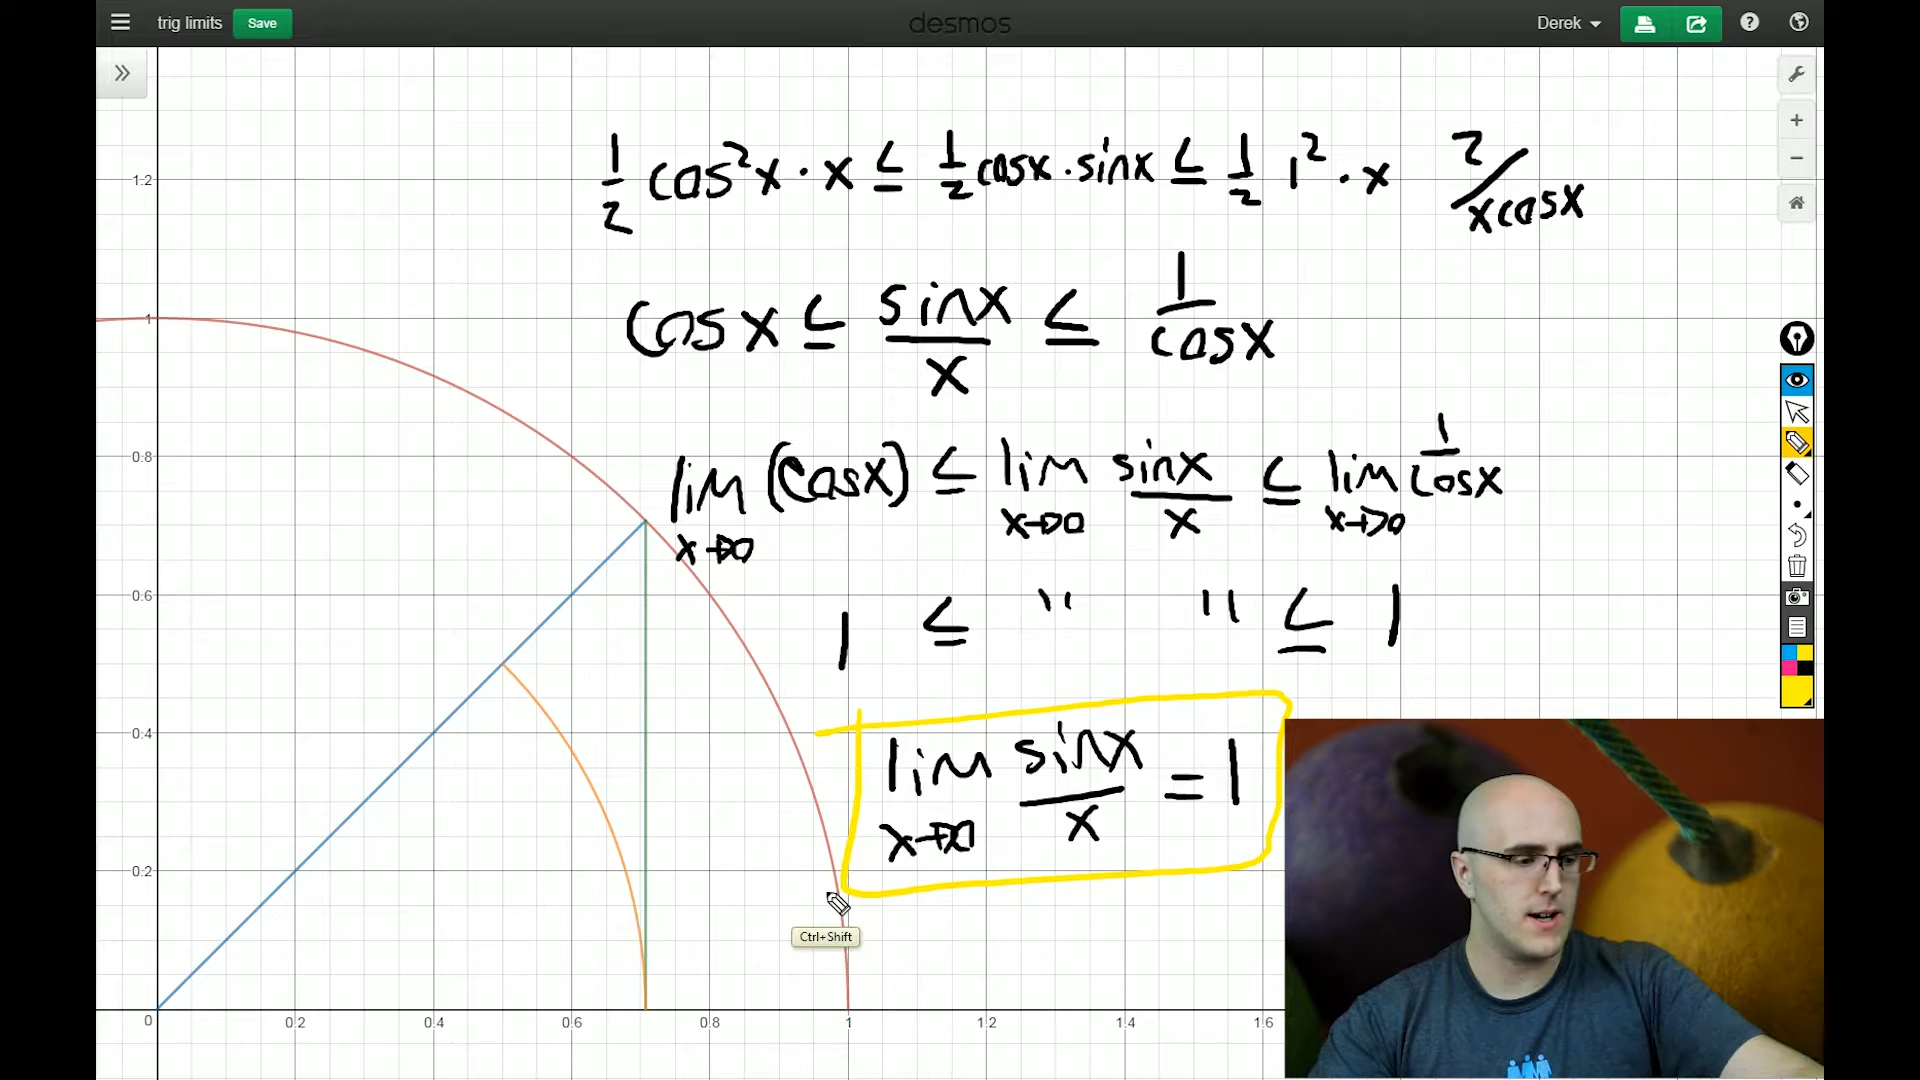 trig limits Save desmos Derek
1/2 cos²x · x ≤ 1/2 cosx · sinx ≤ 1/2 1² · x 2/xcosx
cosx ≤ sinx/x ≤ 1/cosx
lim x→0 (cosx) ≤ lim x→0 sinx/x ≤ lim x→0 1/cosx
1 ≤ " " ≤ 1
lim x→0 sinx/x = 1
Ctrl+Shift
1.2
1
0.8
0.6
0.4
0.2
0 0.2 0.4 0.6 0.8 1 1.2 1.4 1.6